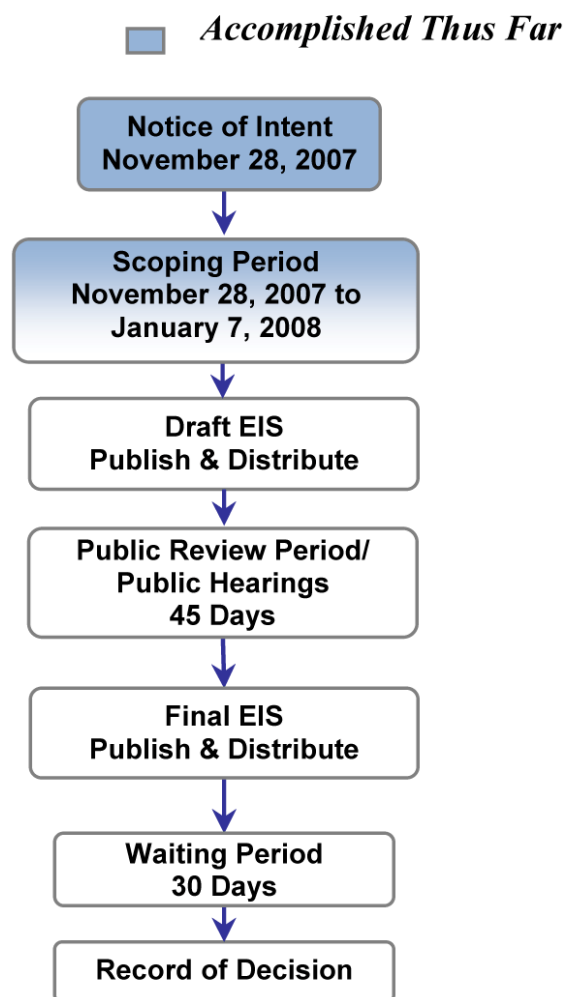 Accomplished Thus Far
Notice of Intent
November 28, 2007
Scoping Period
November 28, 2007 to
January 7, 2008
Draft EIS
Publish & Distribute
Public Review Period/
Public Hearings
45 Days
Final EIS
Publish & Distribute
Waiting Period
30 Days
Record of Decision